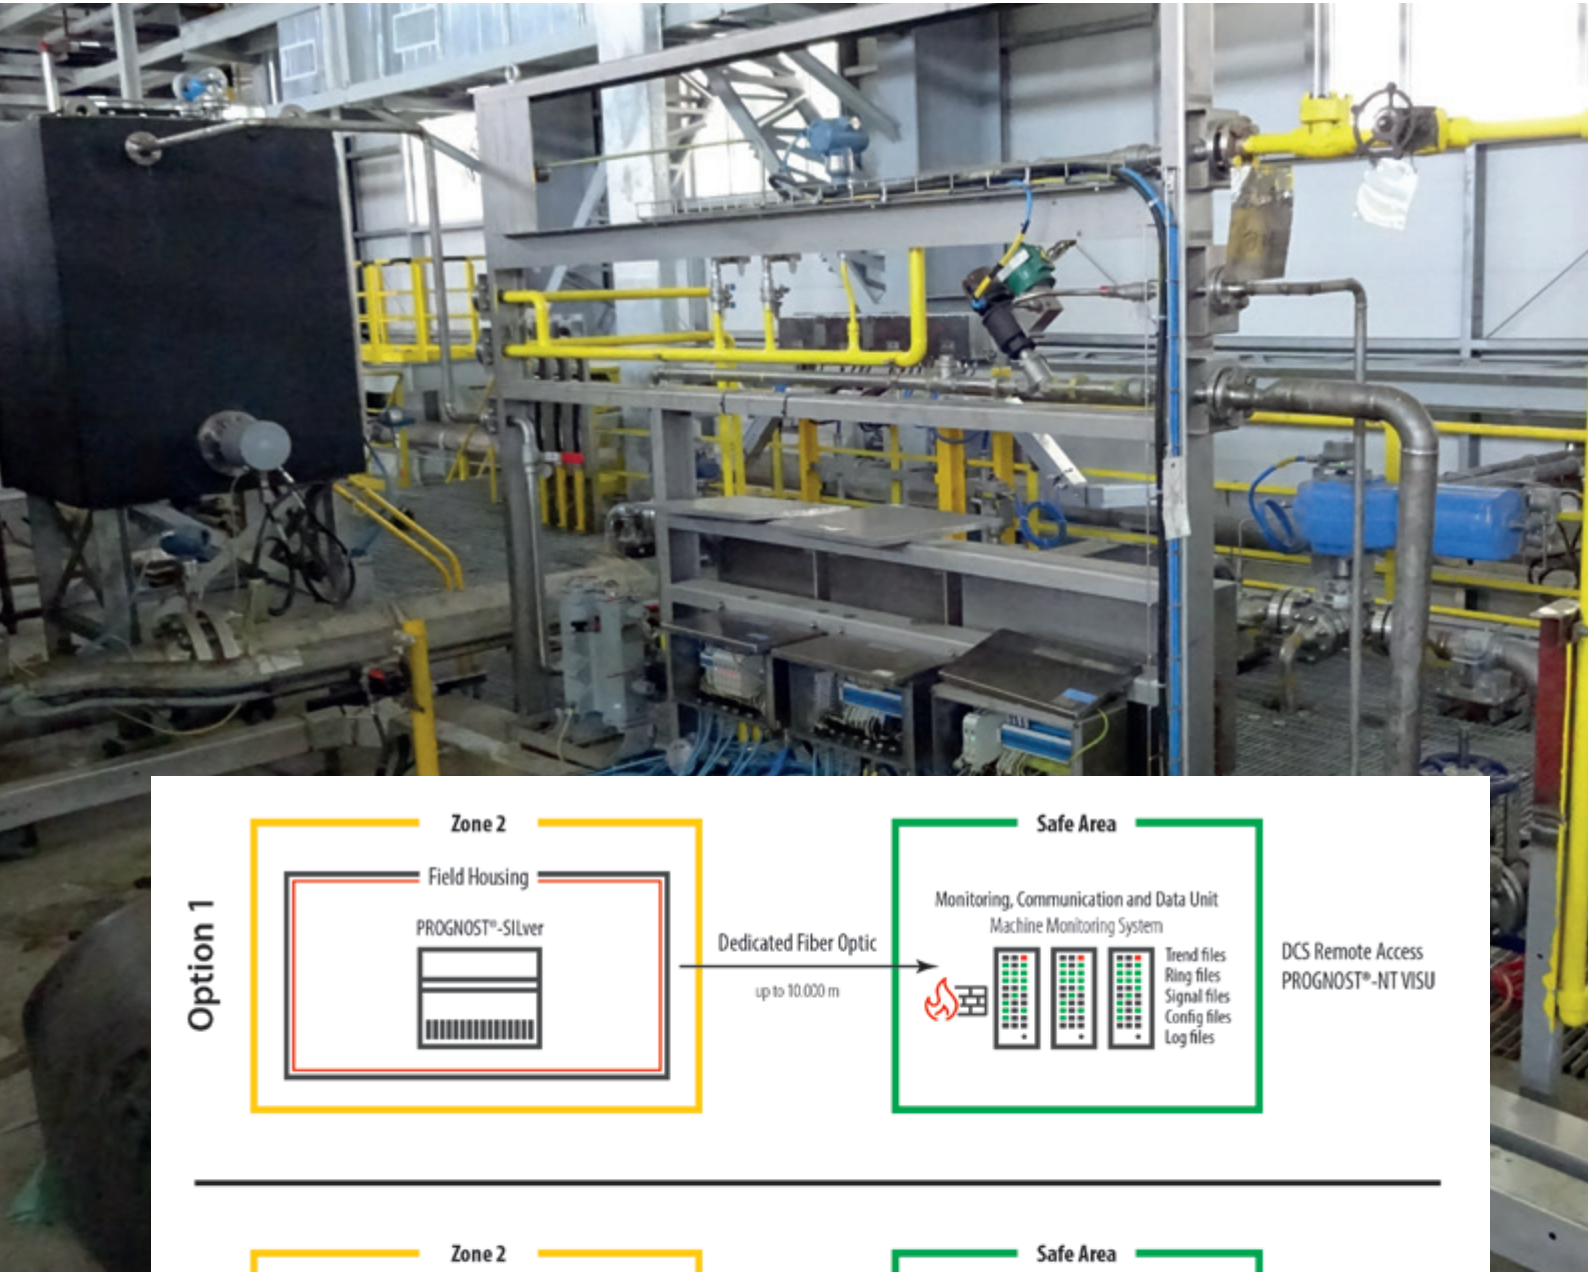 Zone 2
Safe Area
Option 1
Field Housing
PROGNOST®-SILver
Dedicated Fiber Optic
up to 10.000 m
Monitoring, Communication and Data Unit
Machine Monitoring System
Trend files
Ring files
Signal files
Config files
Log files
DCS Remote Access
PROGNOST®-NT VISU
Zone 2
Safe Area